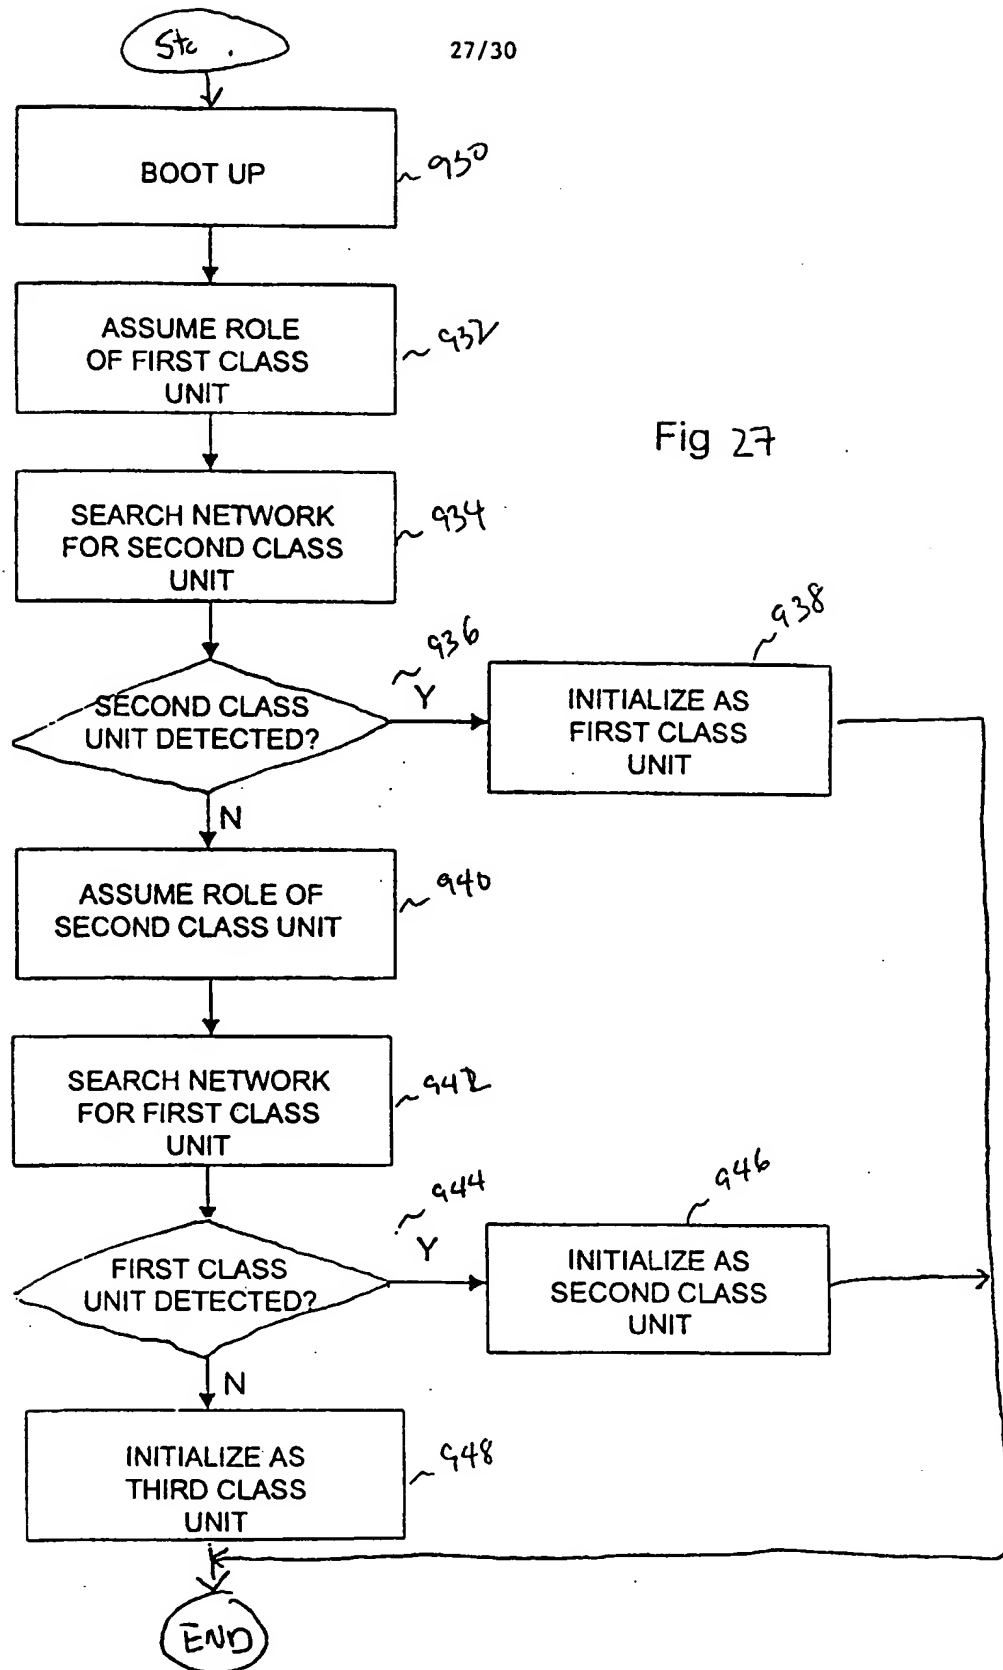 27/30
BOOT UP
930
ASSUME ROLE
OF FIRST CLASS
UNIT
932
Fig 27
SEARCH NETWORK
FOR SECOND CLASS
UNIT
934
SECOND CLASS
UNIT DETECTED?
936
Y
N
INITIALIZE AS
FIRST CLASS
UNIT
938
ASSUME ROLE OF
SECOND CLASS UNIT
940
SEARCH NETWORK
FOR FIRST CLASS
UNIT
942
FIRST CLASS
UNIT DETECTED?
944
Y
N
INITIALIZE AS
SECOND CLASS
UNIT
946
INITIALIZE AS
THIRD CLASS
UNIT
948
END